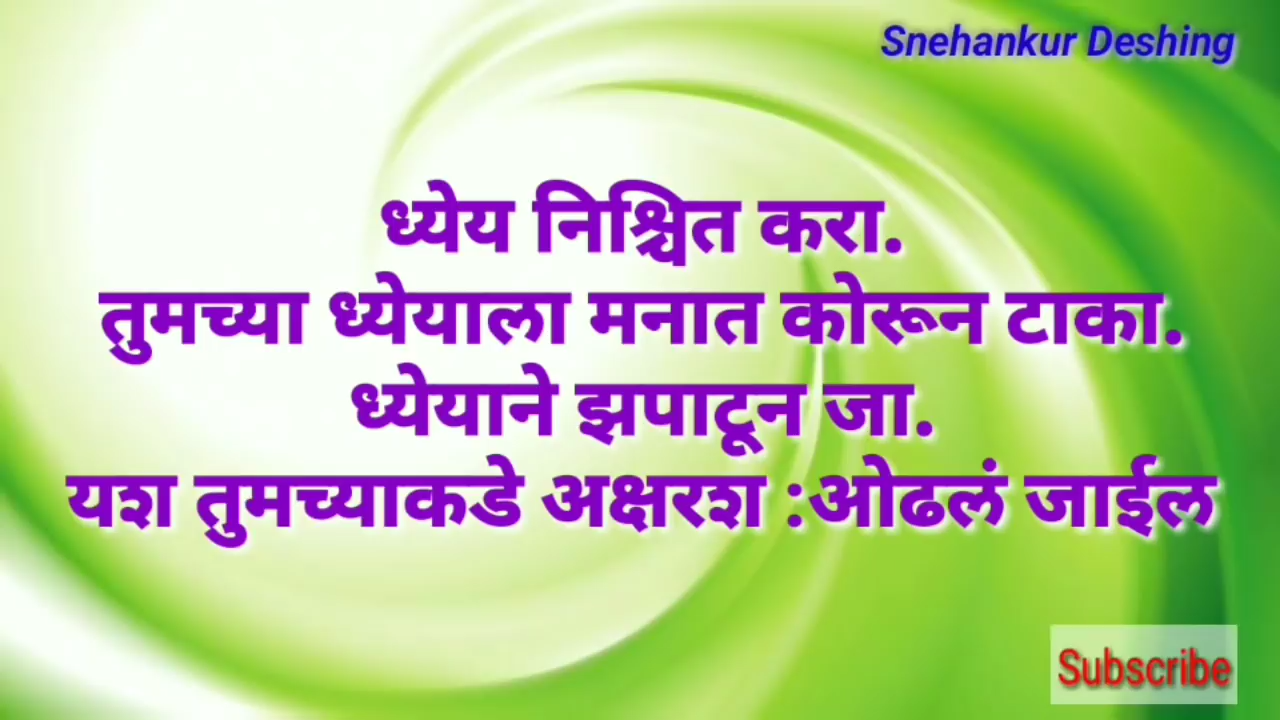 Snehankur Deshing
ध्येय निश्चित करा.
तुमच्या ध्येयाला मनात कोरून टाका.
ध्येयाने झपाटून जा.
यश तुमच्याकडे अक्षरश :ओढलं जाईल
Subscribe